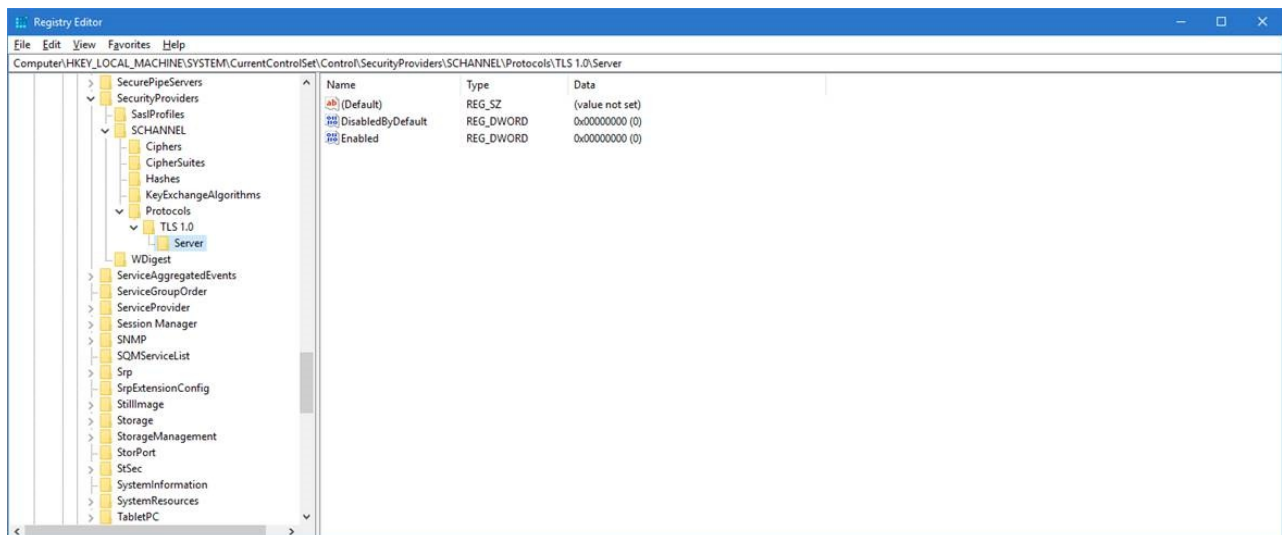 Registry Editor
File Edit View Favorites Help
Computer\HKEY_LOCAL_MACHINE\SYSTEM\CurrentControlSet\Control\SecurityProviders\SCHANNEL\Protocols\TLS 1.0\Server
SecurePipeServers
SecurityProviders
SaslProfiles
SCHANNEL
Ciphers
CipherSuites
Hashes
KeyExchangeAlgorithms
Protocols
TLS 1.0
Server
WDigest
ServiceAggregatedEvents
ServiceGroupOrder
ServiceProvider
Session Manager
SNMP
SQMServiceList
Srp
SrpExtensionConfig
StillImage
Storage
StorageManagement
StorPort
StSec
SystemInformation
SystemResources
TabletPC
Name Type Data
(Default) REG_SZ (value not set)
DisabledByDefault REG_DWORD 0x00000000 (0)
Enabled REG_DWORD 0x00000000 (0)